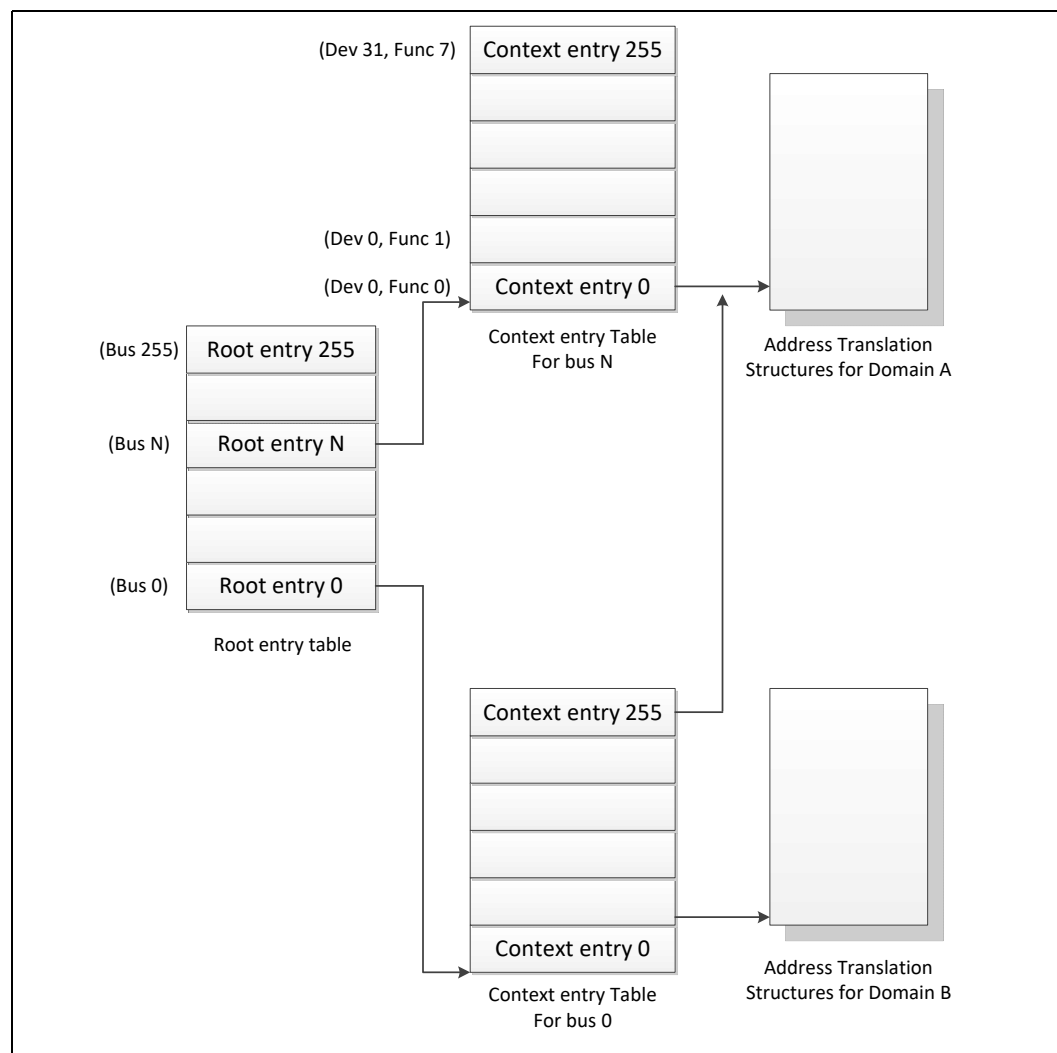 (Dev 31, Func 7)
Context entry 255
(Dev 0, Func 1)
(Dev 0, Func 0)
Context entry 0
Context entry Table
For bus N
Address Translation
Structures for Domain A
(Bus 255)
Root entry 255
(Bus N)
Root entry N
(Bus 0)
Root entry 0
Root entry table
Context entry 255
Context entry 0
Context entry Table
For bus 0
Address Translation
Structures for Domain B